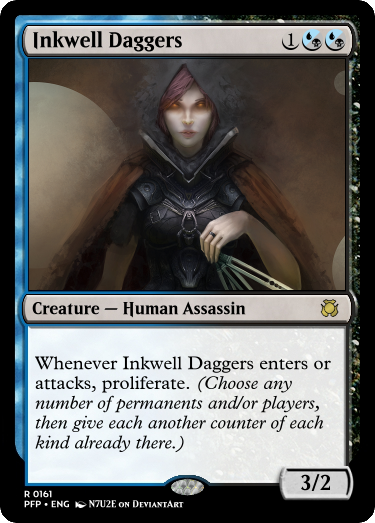 Inkwell Daggers 1
Creature — Human Assassin
Whenever Inkwell Daggers enters or
attacks, proliferate. (Choose any
number of permanents and/or players,
then give each another counter of each
kind already there.)
3/2
R 0161
PFP • ENG N7U2E on DeviantArt